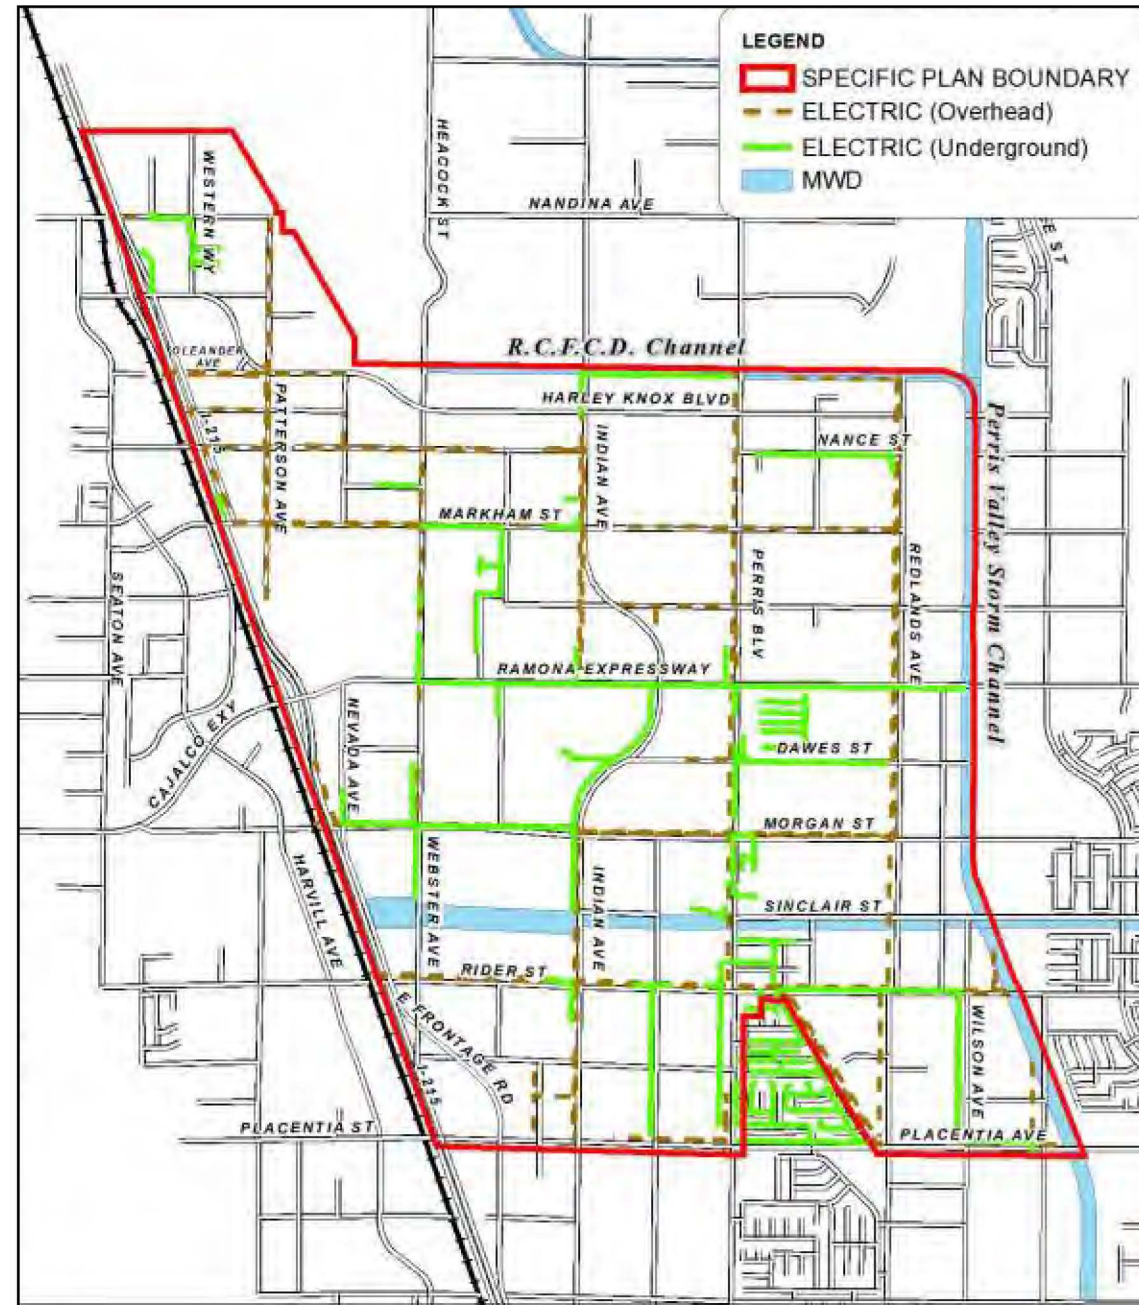 LEGEND
SPECIFIC PLAN BOUNDARY
ELECTRIC (Overhead)
ELECTRIC (Underground)
MWD
WESTERN WY
HEACOCK ST
NANDINA AVE
R.C.F.C.D. Channel
OLEANDER
AVE
HARLEY KNOX BLVD
PATTERSON AVE
I-215
INDIAN AVE
NANCE ST
Perris Valley Storm Channel
MARKHAM ST
REDLANDS AVE
PERRIS BLV
SEATON AVE
RAMONA EXPRESSWAY
CAJALCO EXY
NEVADA AVE
DAWES ST
MORGAN ST
HARVILL AVE
WEBSTER AVE
INDIAN AVE
SINCLAIR ST
RIDER ST
E FRONTAGE RD
I-215
WILSON AVE
PLACENTIA ST
PLACENTIA AVE